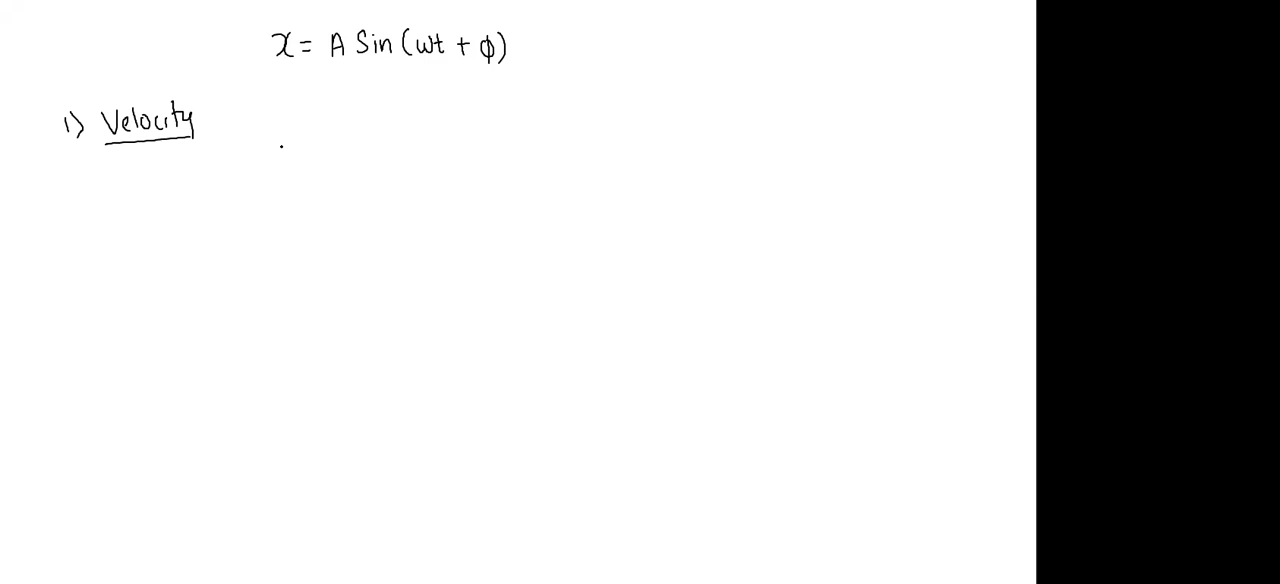 x = A Sin (ωt + φ)
1) Velocity